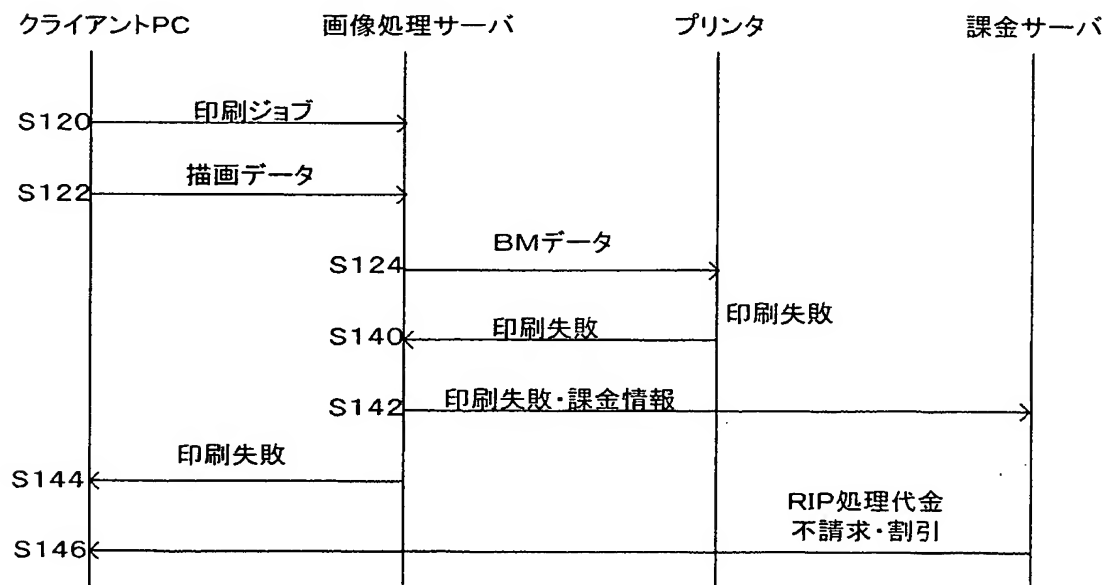 クライアントPC 画像処理サーバ プリンタ 課金サーバ
S120 印刷ジョブ
S122 描画データ
S124 BMデータ
印刷失敗
S140 印刷失敗
S142 印刷失敗・課金情報
S144 印刷失敗
RIP処理代金
不請求・割引
S146